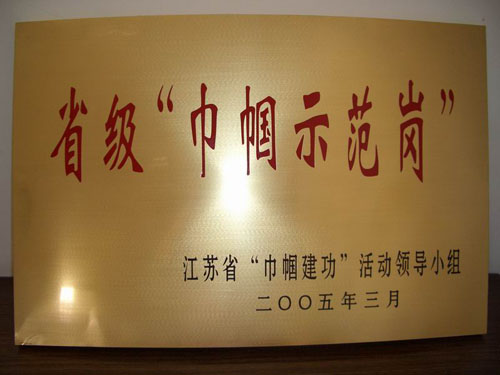 省级“巾帼示范岗”
江苏省“巾帼建功”活动领导小组
二〇〇五年三月